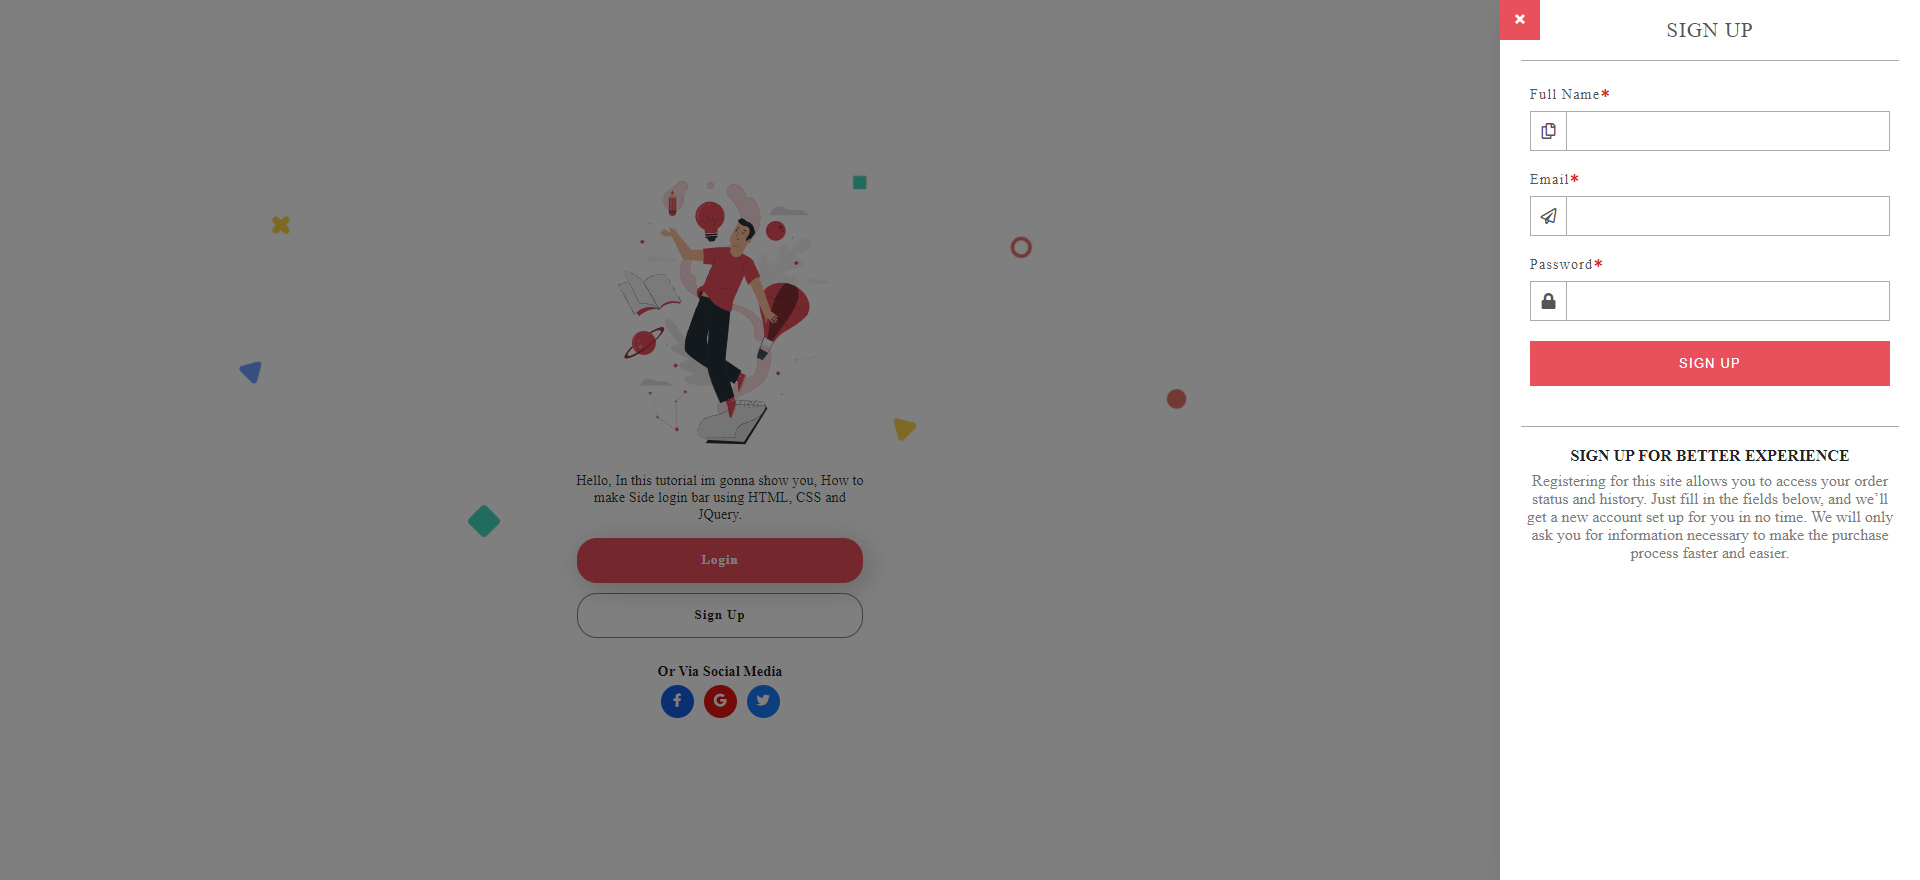 SIGN UP
Full Name*
Email*
Password*
SIGN UP
SIGN UP FOR BETTER EXPERIENCE
Registering for this site allows you to access your order
status and history. Just fill in the fields below, and we’ll
get a new account set up for you in no time. We will only
ask you for information necessary to make the purchase
process faster and easier.
Hello, In this tutorial im gonna show you, How to
make Side login bar using HTML, CSS and
JQuery.
Login
Sign Up
Or Via Social Media